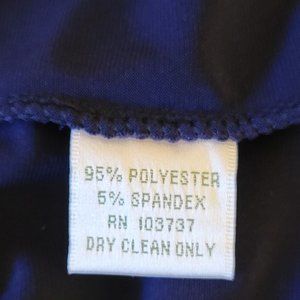 95% POLYESTER
5% SPANDEX
RN 103737
DRY CLEAN ONLY